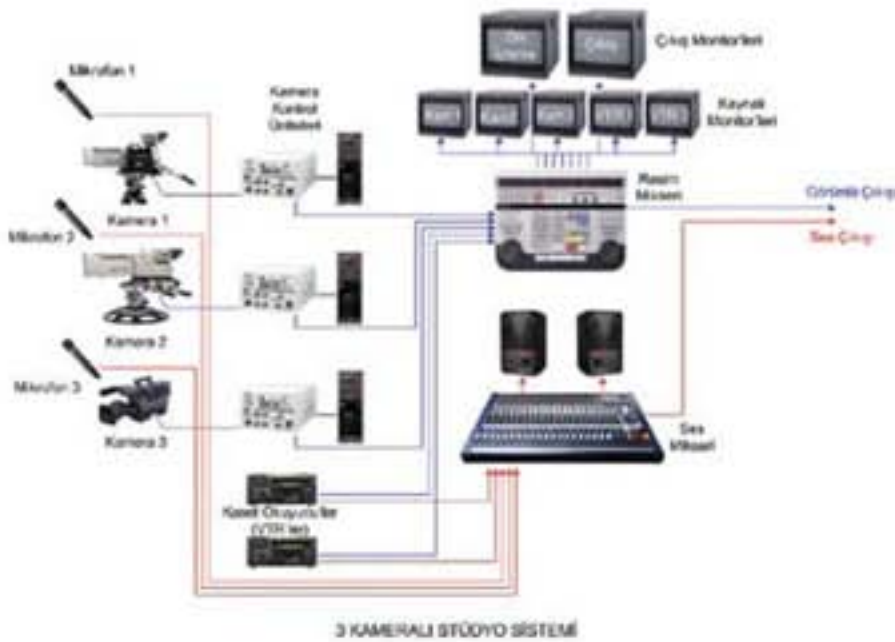 Mikrofon 1
Kamera
Kontrol
Üniteleri
Çıkış Monitörleri
Kaynak
Monitörleri
Kamera 1
Resim
Mikseri
Görüntü Çıkışı
Ses Çıkışı
Mikrofon 2
Kamera 2
Mikrofon 3
Kamera 3
Ses
Mikseri
Kaset Okuyucular
(VTR'ler)
3 KAMERALI STÜDYO SİSTEMİ